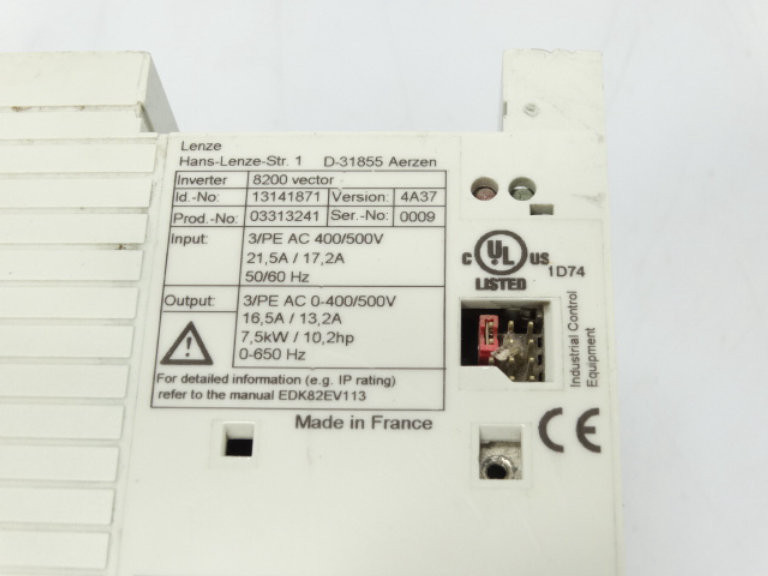 Lenze
Hans-Lenze-Str. 1 D-31855 Aerzen
Inverter 8200 vector
Id.-No: 13141871 Version: 4A37
Prod.-No: 03313241 Ser.-No: 0009
Input: 3/PE AC 400/500V
21,5A / 17,2A
50/60 Hz
Output: 3/PE AC 0-400/500V
16,5A / 13,2A
7,5kW / 10,2hp
0-650 Hz
For detailed information (e.g. IP rating)
refer to the manual EDK82EV113
Made in France
C UL US
LISTED
1D74
Industrial Control
Equipment
CE